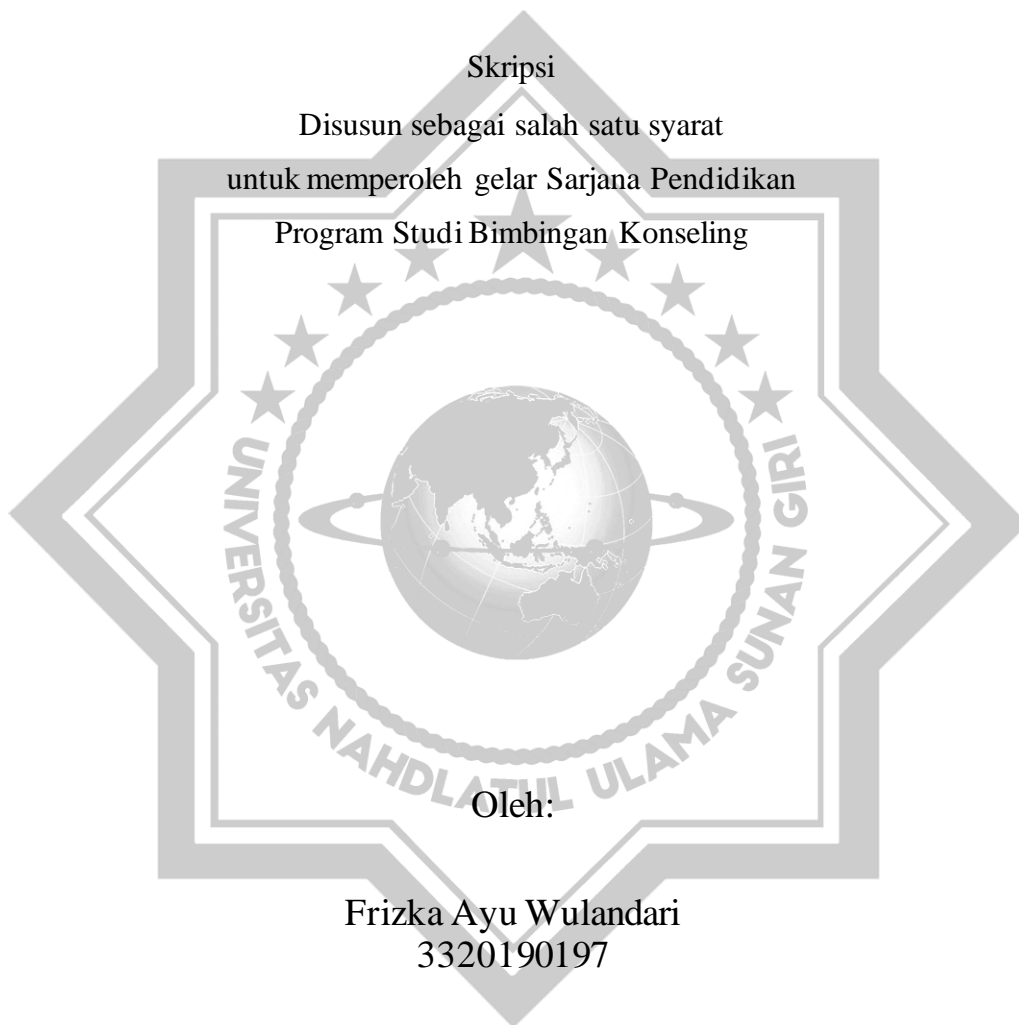 Skripsi
Disusun sebagai salah satu syarat
untuk memperoleh gelar Sarjana Pendidikan
Program Studi Bimbingan Konseling
UNIVERSITAS NAHDLATUL ULAMA SUNAN GIRI
Oleh:
Frizka Ayu Wulandari
3320190197